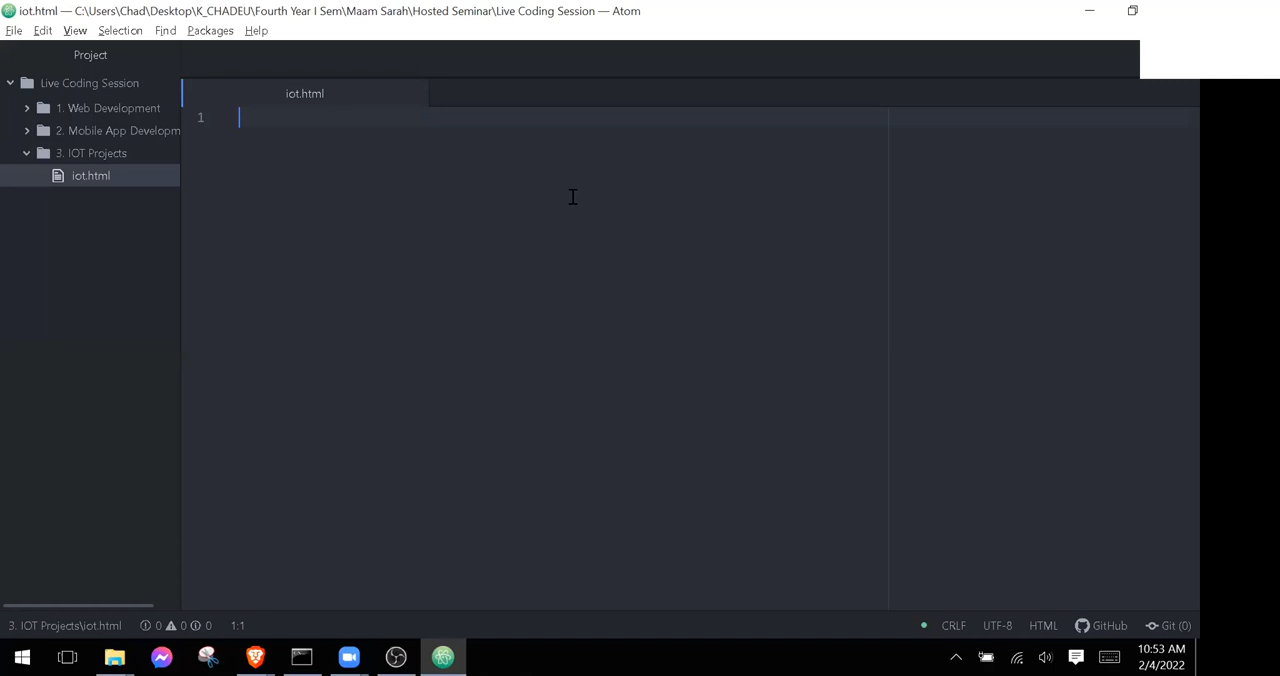 iot.html — C:\Users\Chad\Desktop\K_CHADEU\Fourth Year I Sem\Maam Sarah\Hosted Seminar\Live Coding Session — Atom
File Edit View Selection Find Packages Help
Project
Live Coding Session
iot.html
1. Web Development
1
2. Mobile App Developm
3. IOT Projects
iot.html
3. IOT Projects\iot.html 0 0 0 1:1 CRLF UTF-8 HTML GitHub Git (0)
10:53 AM
2/4/2022